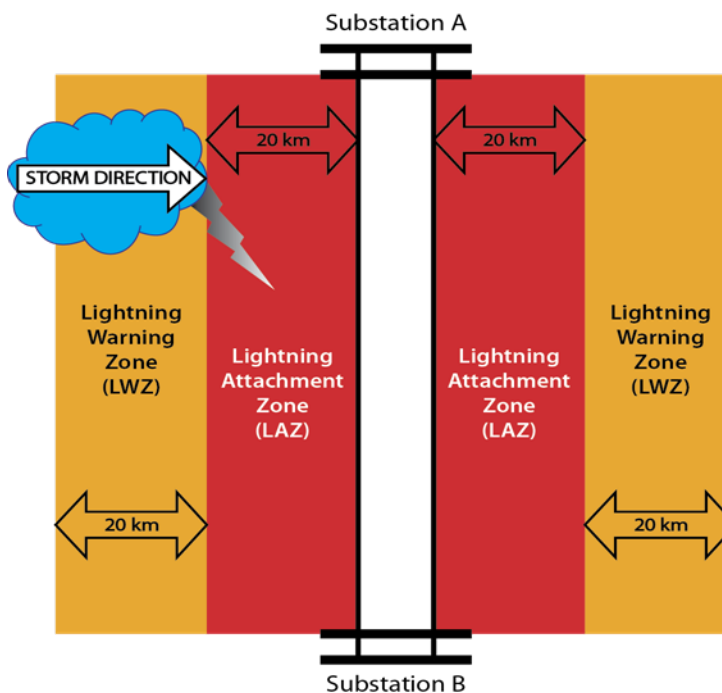 Substation A
20 km
20 km
STORM DIRECTION
Lightning
Warning
Zone
(LWZ)
Lightning
Attachment
Zone
(LAZ)
Lightning
Attachment
Zone
(LAZ)
Lightning
Warning
Zone
(LWZ)
20 km
20 km
Substation B